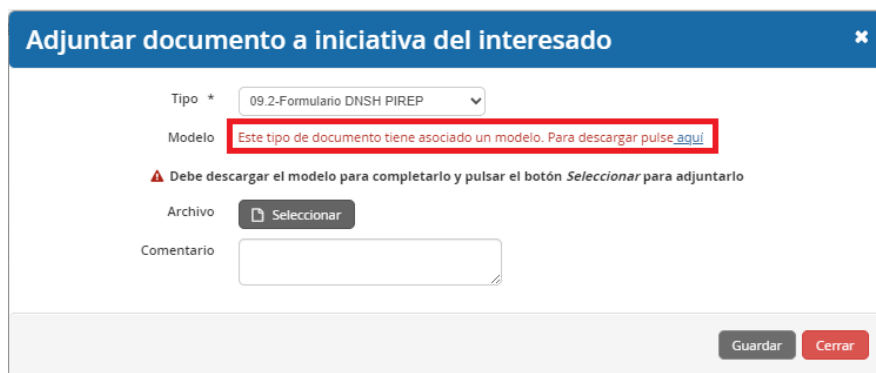 Adjuntar documento a iniciativa del interesado
Tipo * 09.2-Formulario DNSH PIREP
Modelo Este tipo de documento tiene asociado un modelo. Para descargar pulse aquí
Debe descargar el modelo para completarlo y pulsar el botón Seleccionar para adjuntarlo
Archivo Seleccionar
Comentario
Guardar Cerrar